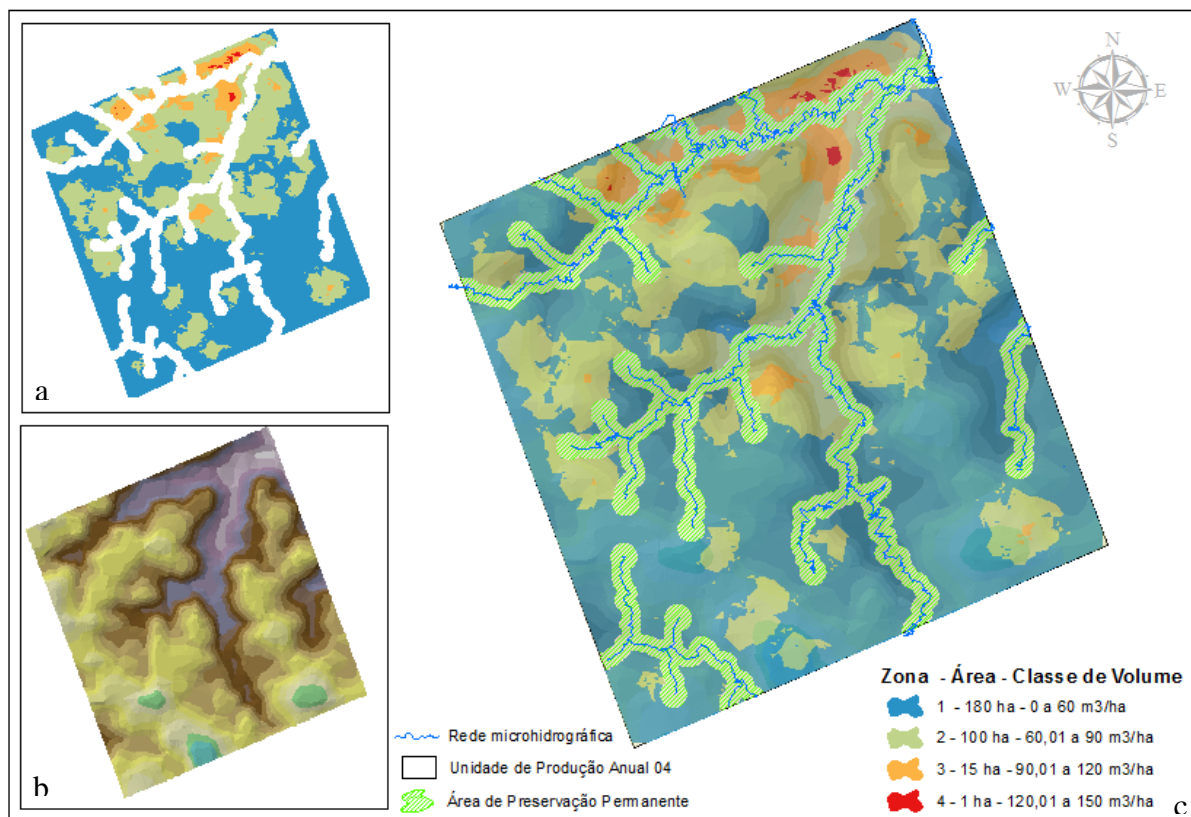 a
b
N
W E
S
Rede microhidrográfica
Unidade de Produção Anual 04
Área de Preservação Permanente
Zona - Área - Classe de Volume
1 - 180 ha - 0 a 60 m3/ha
2 - 100 ha - 60,01 a 90 m3/ha
3 - 15 ha - 90,01 a 120 m3/ha
4 - 1 ha - 120,01 a 150 m3/ha
c